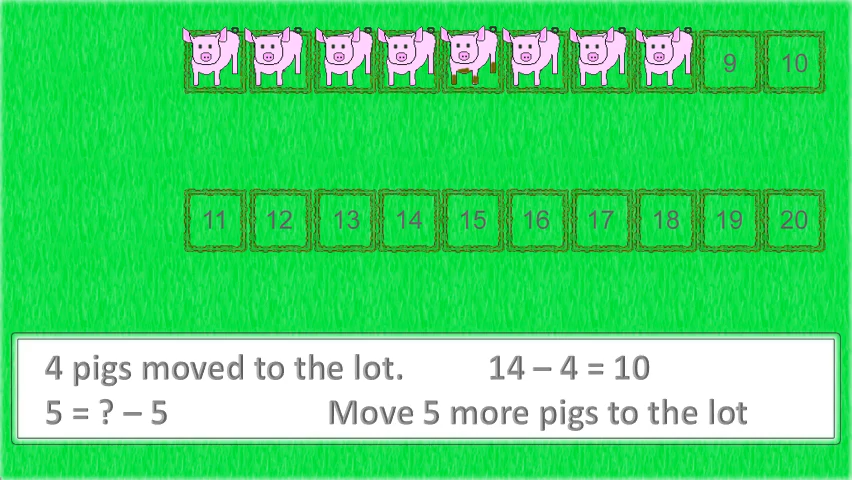 9 10
11 12 13 14 15 16 17 18 19 20
4 pigs moved to the lot. 14 – 4 = 10
5 = ? – 5 Move 5 more pigs to the lot